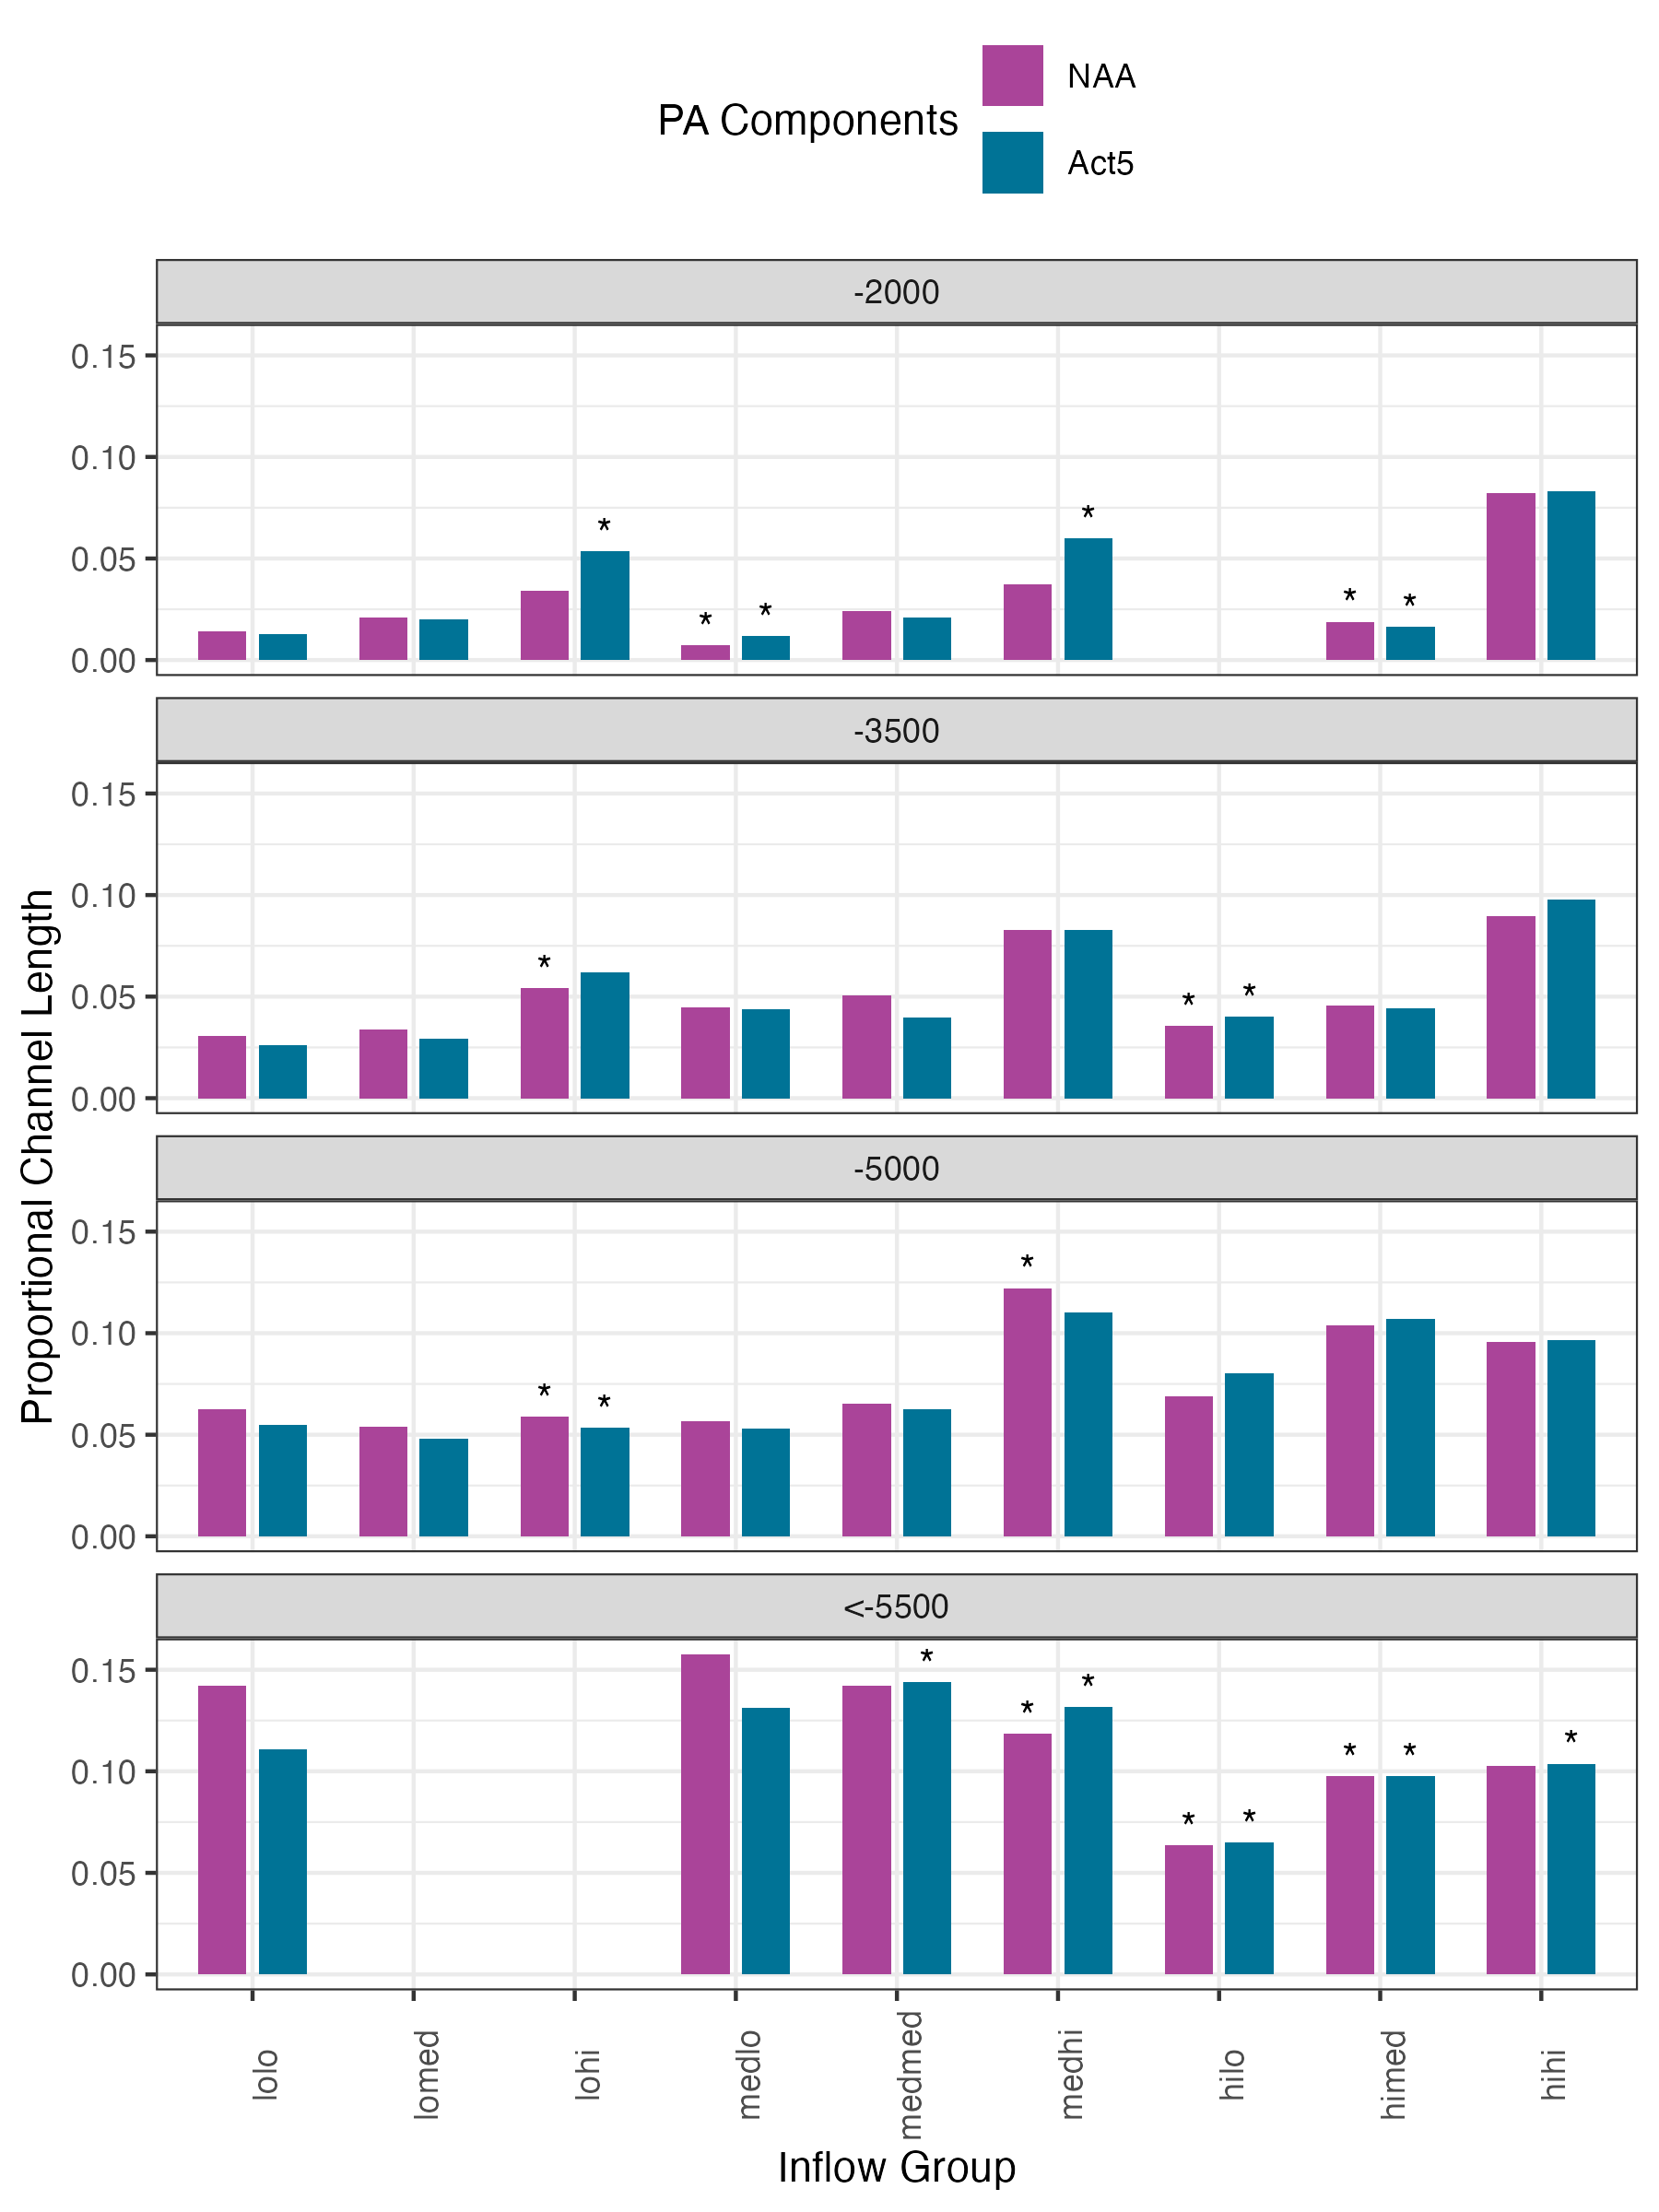 PA Components
NAA
Act5
-2000
0.15
0.10
0.05
* *
* * * *
0.00
-3500
0.15
0.10
0.05
* * *
0.00
-5000
0.15
0.10
0.05
*
* *
0.00
<-5500
0.15
0.10
0.05
0.00
* * * * * * * *
Proportional Channel Length
lolo
lomed
lohi
medlo
medmed
medhi
hilo
himed
hihi
Inflow Group